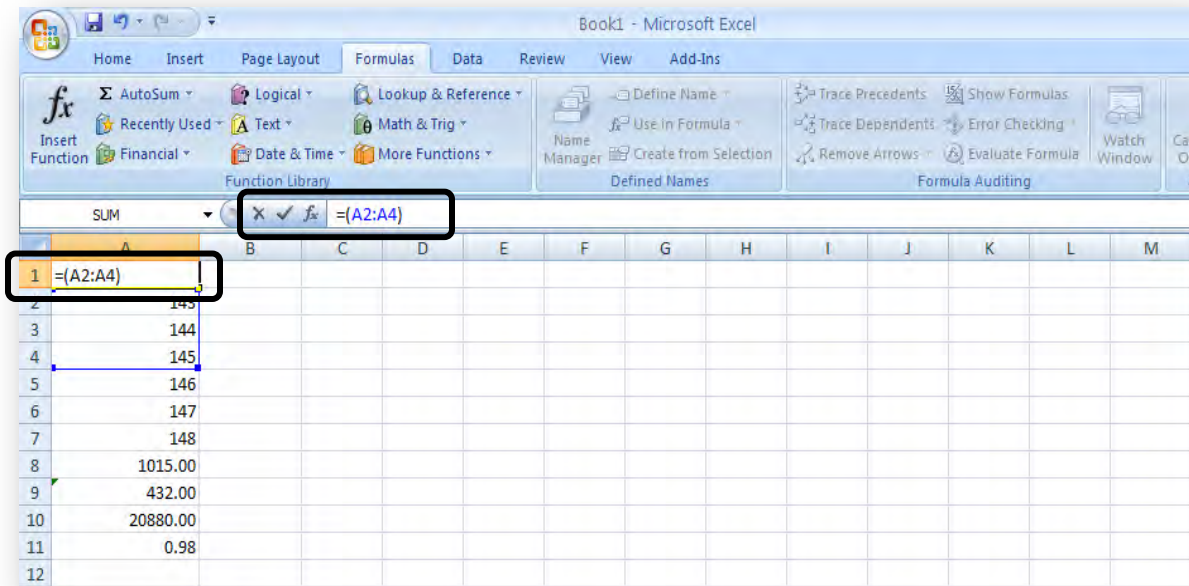 Book1 - Microsoft Excel
Home Insert Page Layout Formulas Data Review View Add-Ins
fx Insert Function
Σ AutoSum
Recently Used
Financial
Logical
Text
Date & Time
Lookup & Reference
Math & Trig
More Functions
Function Library
Name Manager
Define Name
Use in Formula
Create from Selection
Defined Names
Trace Precedents
Trace Dependents
Remove Arrows
Show Formulas
Error Checking
Evaluate Formula
Watch Window
Formula Auditing
Ca
O
SUM fx =(A2:A4)
A B C D E F G H I J K L M
1 =(A2:A4)
2 143
3 144
4 145
5 146
6 147
7 148
8 1015.00
9 432.00
10 20880.00
11 0.98
12